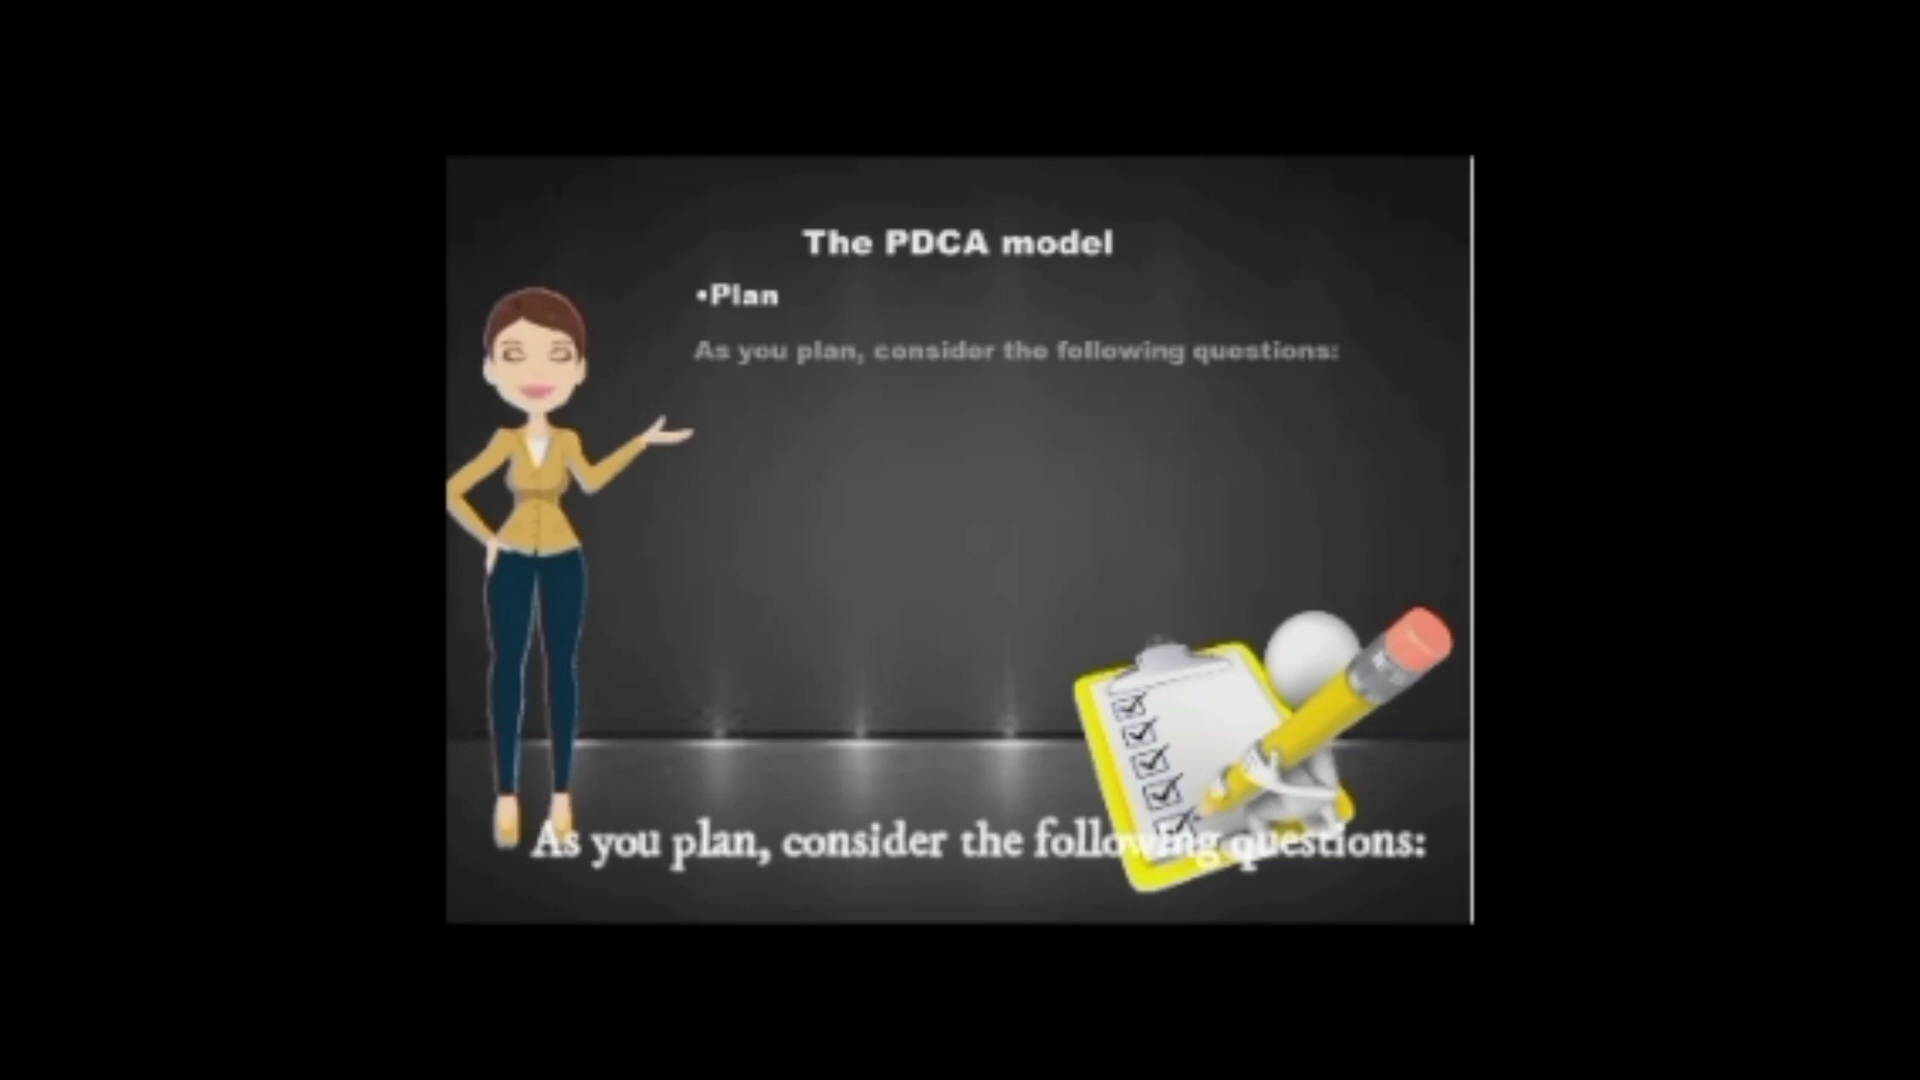 The PDCA model
•Plan
As you plan, consider the following questions:
As you plan, consider the following questions: